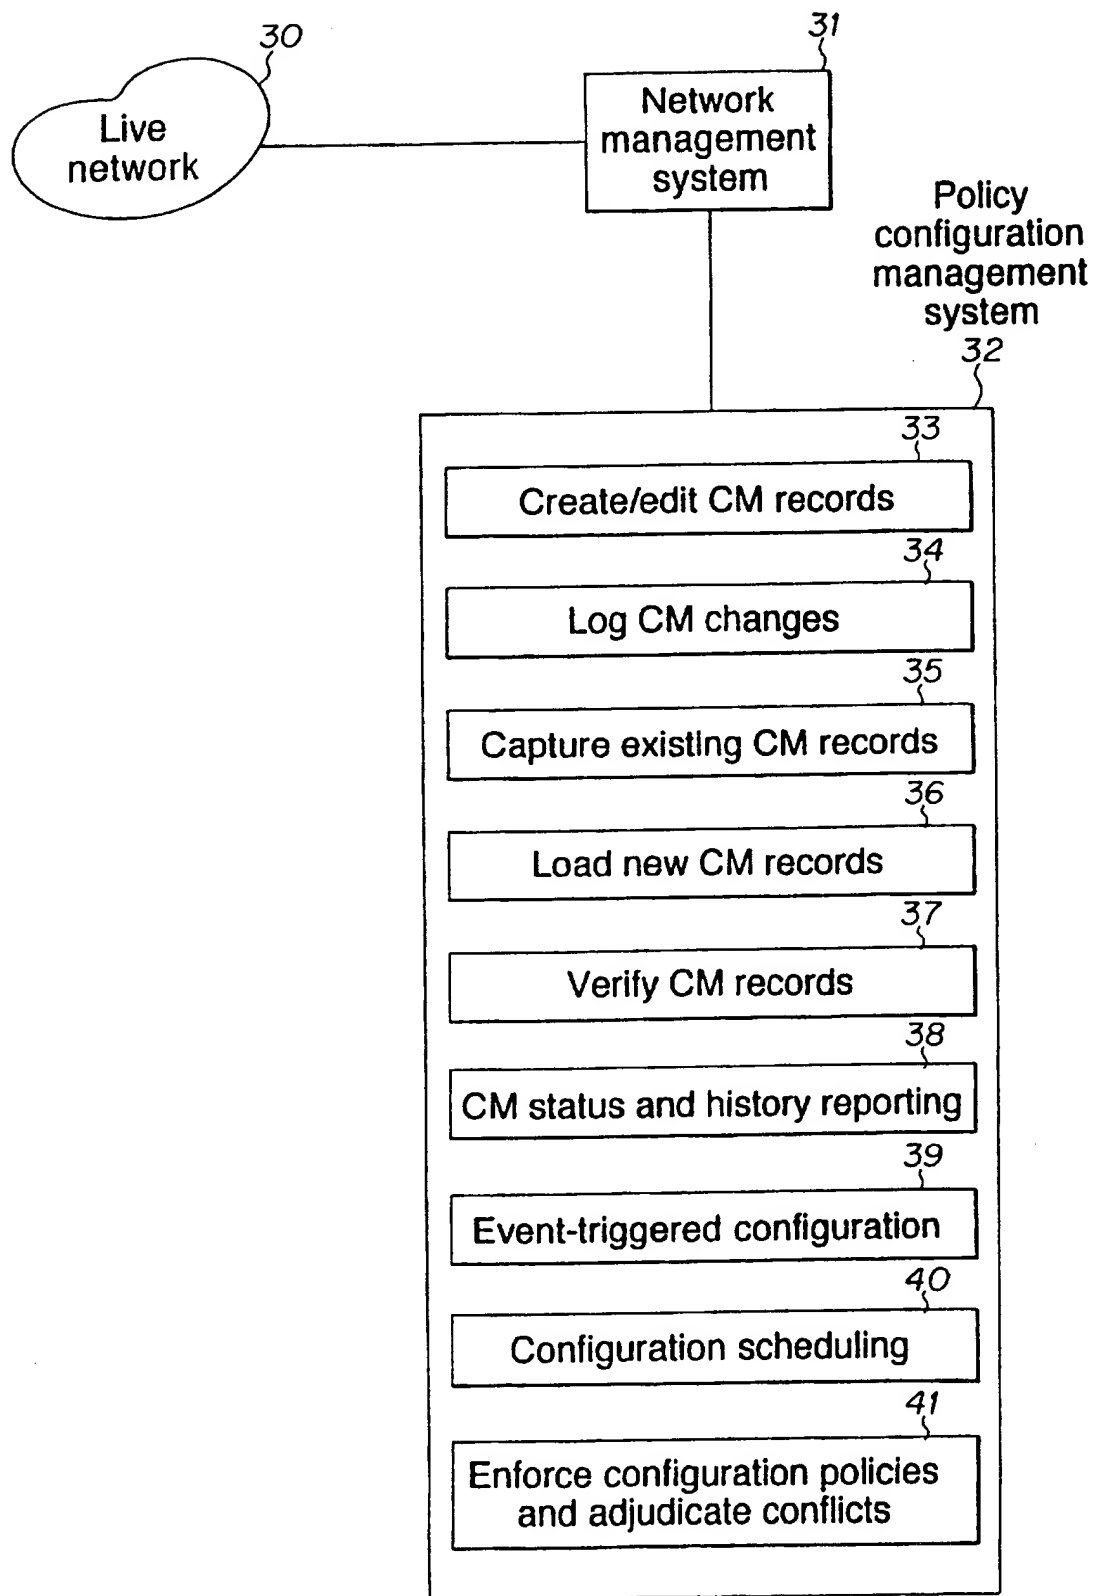 30
31
Live
network
Network
management
system
Policy
configuration
management
system
32
33
Create/edit CM records
34
Log CM changes
35
Capture existing CM records
36
Load new CM records
37
Verify CM records
38
CM status and history reporting
39
Event-triggered configuration
40
Configuration scheduling
41
Enforce configuration policies
and adjudicate conflicts